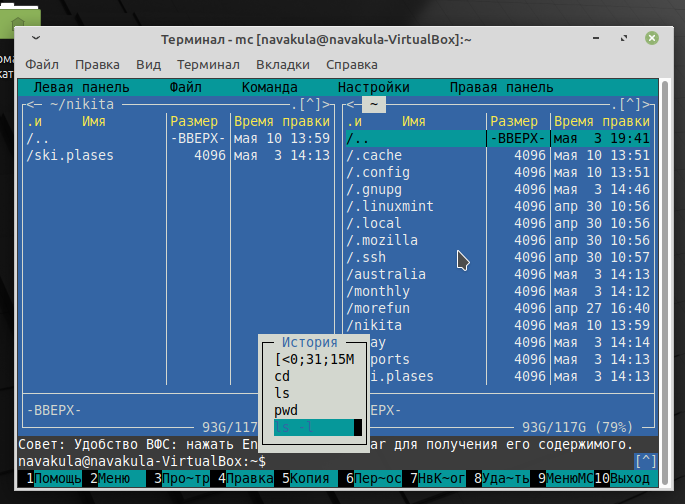 Терминал - mc [navakula@navakula-VirtualBox]:~
Файл Правка Вид Терминал Вкладки Справка
Левая панель Файл Команда Настройки Правая панель
<─ ~/nikita .[^]> <─ ~ .[^]>
.и Имя Размер Время правки .и Имя Размер Время правки
/.. -ВВЕРХ- мая 10 13:59 /.. -ВВЕРХ- мая 3 19:41
/ski.plases 4096 мая 3 14:13 /.cache 4096 мая 10 13:51
/.config 4096 мая 10 13:51
/.gnupg 4096 мая 3 14:46
/.linuxmint 4096 апр 30 10:56
/.local 4096 апр 30 10:56
/.mozilla 4096 апр 30 10:56
/.ssh 4096 апр 30 10:57
/australia 4096 мая 3 14:13
/monthly 4096 мая 3 14:12
/morefun 4096 апр 27 16:40
/nikita 4096 мая 10 13:59
ay 4096 мая 3 14:14
ports 4096 мая 3 14:13
i.plases 4096 мая 3 14:13
История
[<0;31;15M
cd
ls
pwd
ls -l
-ВВЕРХ- ВЕРХ-
93G/ 93G/117G (79%)
Совет: Удобство ВФС: нажать En ar для получения его содержимого.
navakula@navakula-VirtualBox:~$ [^]
1Помощь 2Меню 3Про~тр 4Правка 5Копия 6Пер~ос 7НвК~ог 8Уда~ть 9МенюМС 10Выход